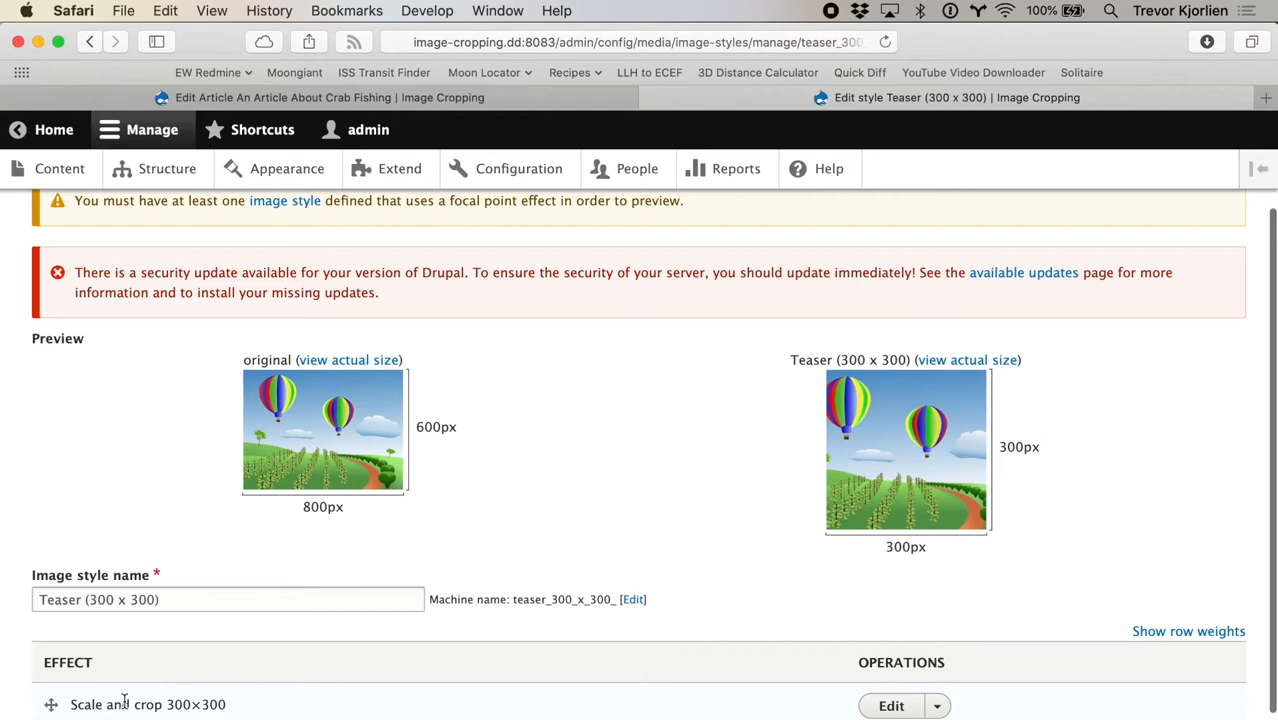 Safari File Edit View History Bookmarks Develop Window Help 100% Trevor Kjorlien
image-cropping.dd:8083/admin/config/media/image-styles/manage/teaser_300
EW Redmine Moongiant ISS Transit Finder Moon Locator Recipes LLH to ECEF 3D Distance Calculator Quick Diff YouTube Video Downloader Solitaire
Edit Article An Article About Crab Fishing | Image Cropping Edit style Teaser (300 x 300) | Image Cropping
Home Manage Shortcuts admin
Content Structure Appearance Extend Configuration People Reports Help
You must have at least one image style defined that uses a focal point effect in order to preview.
There is a security update available for your version of Drupal. To ensure the security of your server, you should update immediately! See the available updates page for more
information and to install your missing updates.
Preview
original (view actual size) Teaser (300 x 300) (view actual size)
600px
300px
800px
300px
Image style name *
Teaser (300 x 300) Machine name: teaser_300_x_300_ [Edit]
Show row weights
EFFECT OPERATIONS
Scale and crop 300×300 Edit